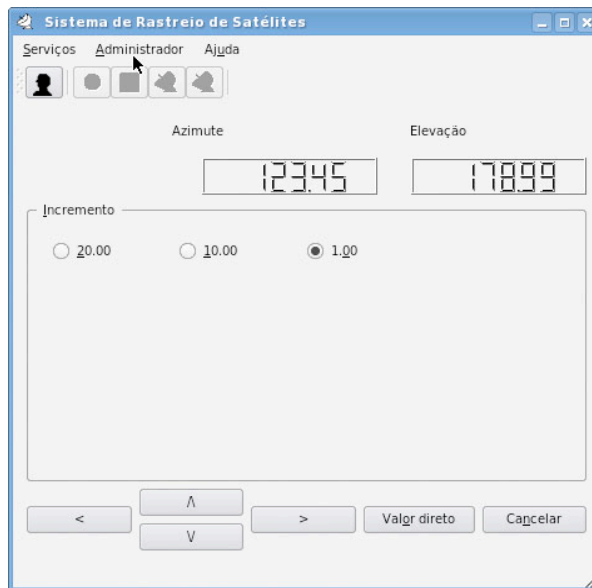 Sistema de Rastreio de Satélites
Serviços Administrador Ajuda
Azimute Elevação
123.45 178.99
Incremento
20.00 10.00 1.00
<
Λ
V
>
Valor direto
Cancelar